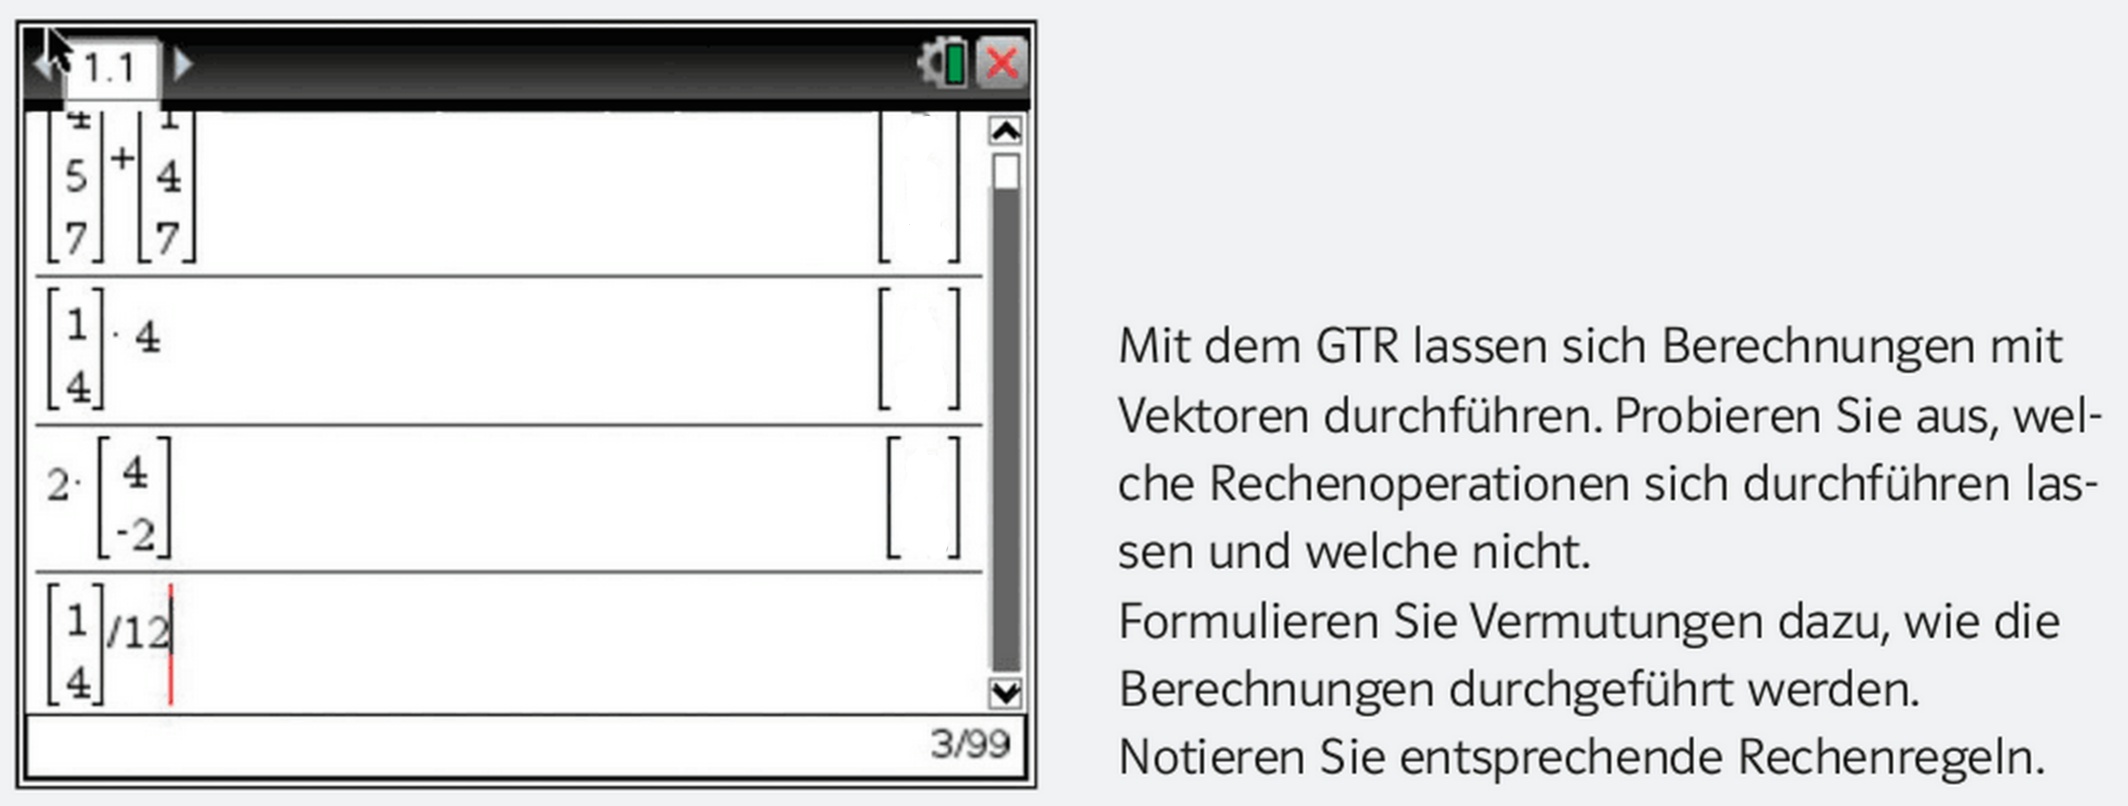 1.1
4 1
5 + 4
7 7
1 · 4
4
2· 4
-2
1 /12
4
3/99
Mit dem GTR lassen sich Berechnungen mit
Vektoren durchführen. Probieren Sie aus, wel-
che Rechenoperationen sich durchführen las-
sen und welche nicht.
Formulieren Sie Vermutungen dazu, wie die
Berechnungen durchgeführt werden.
Notieren Sie entsprechende Rechenregeln.